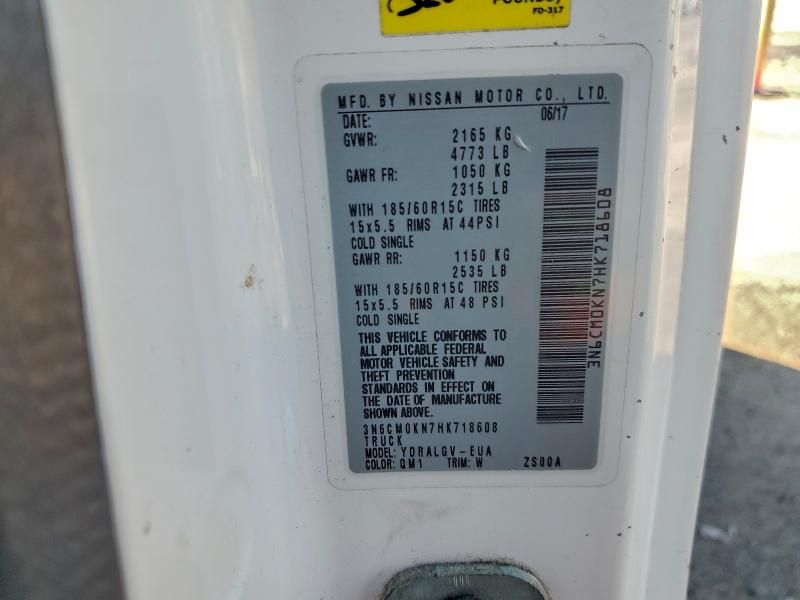 POUNDS)
FD-317
MFD. BY NISSAN MOTOR CO., LTD.
DATE: 06/17
GVWR: 2165 KG
4773 LB
GAWR FR: 1050 KG
2315 LB
WITH 185/60R15C TIRES
15x5.5 RIMS AT 44PSI
COLD SINGLE
GAWR RR: 1150 KG
2535 LB
WITH 185/60R15C TIRES
15x5.5 RIMS AT 48 PSI
COLD SINGLE
THIS VEHICLE CONFORMS TO
ALL APPLICABLE FEDERAL
MOTOR VEHICLE SAFETY AND
THEFT PREVENTION
STANDARDS IN EFFECT ON
THE DATE OF MANUFACTURE
SHOWN ABOVE.
3N6CM0KN7HK718608
TRUCK
MODEL: YDRALGV-EUA
COLOR: QM1 TRIM: W ZS00A
3N6CM0KN7HK718608